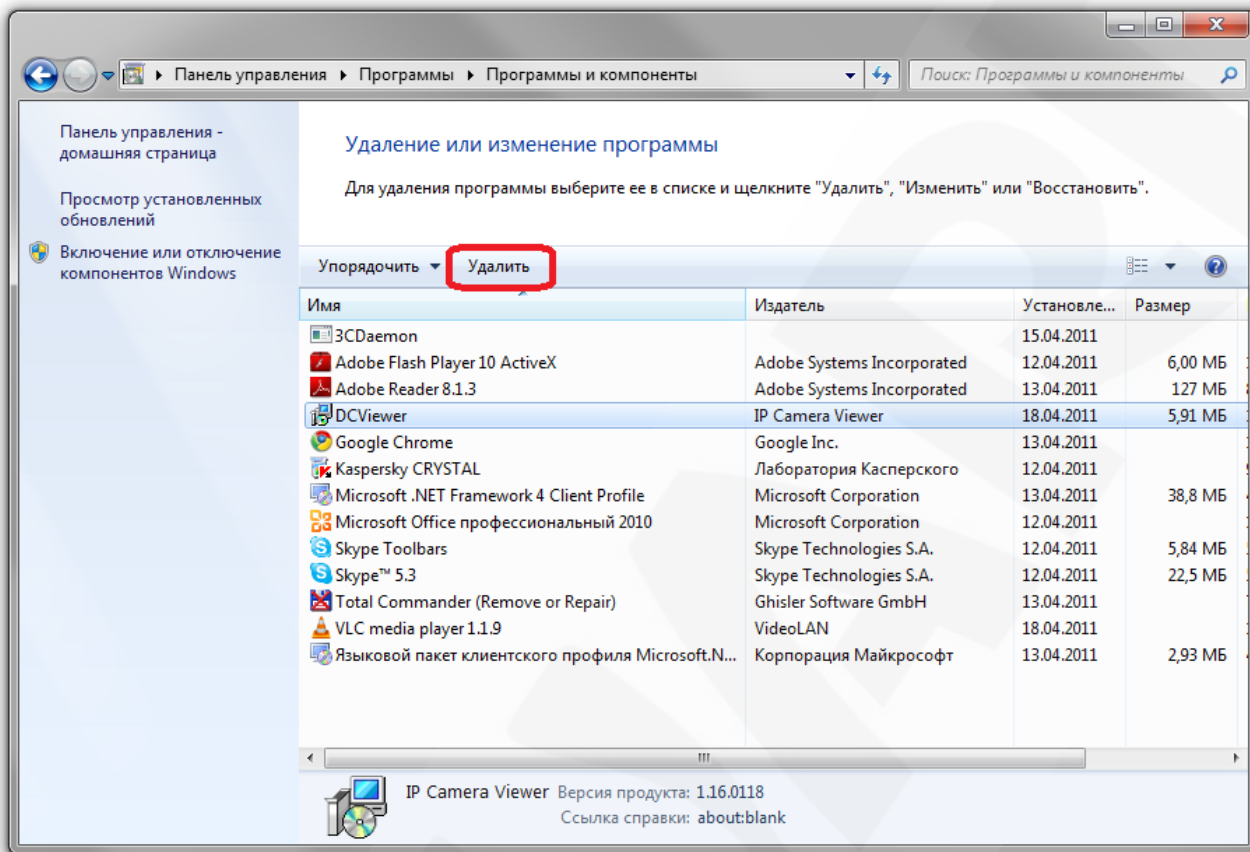 Панель управления ▸ Программы ▸ Программы и компоненты
Поиск: Программы и компоненты
Панель управления -
домашняя страница
Просмотр установленных
обновлений
Включение или отключение
компонентов Windows
Удаление или изменение программы
Для удаления программы выберите ее в списке и щелкните "Удалить", "Изменить" или "Восстановить".
Упорядочить Удалить
Имя Издатель Установле... Размер
3CDaemon 15.04.2011
Adobe Flash Player 10 ActiveX Adobe Systems Incorporated 12.04.2011 6,00 МБ
Adobe Reader 8.1.3 Adobe Systems Incorporated 13.04.2011 127 МБ
DCViewer IP Camera Viewer 18.04.2011 5,91 МБ
Google Chrome Google Inc. 13.04.2011
Kaspersky CRYSTAL Лаборатория Касперского 12.04.2011
Microsoft .NET Framework 4 Client Profile Microsoft Corporation 13.04.2011 38,8 МБ
Microsoft Office профессиональный 2010 Microsoft Corporation 12.04.2011
Skype Toolbars Skype Technologies S.A. 12.04.2011 5,84 МБ
Skype™ 5.3 Skype Technologies S.A. 12.04.2011 22,5 МБ
Total Commander (Remove or Repair) Ghisler Software GmbH 13.04.2011
VLC media player 1.1.9 VideoLAN 18.04.2011
Языковой пакет клиентского профиля Microsoft.N... Корпорация Майкрософт 13.04.2011 2,93 МБ
IP Camera Viewer Версия продукта: 1.16.0118
Ссылка справки: about:blank